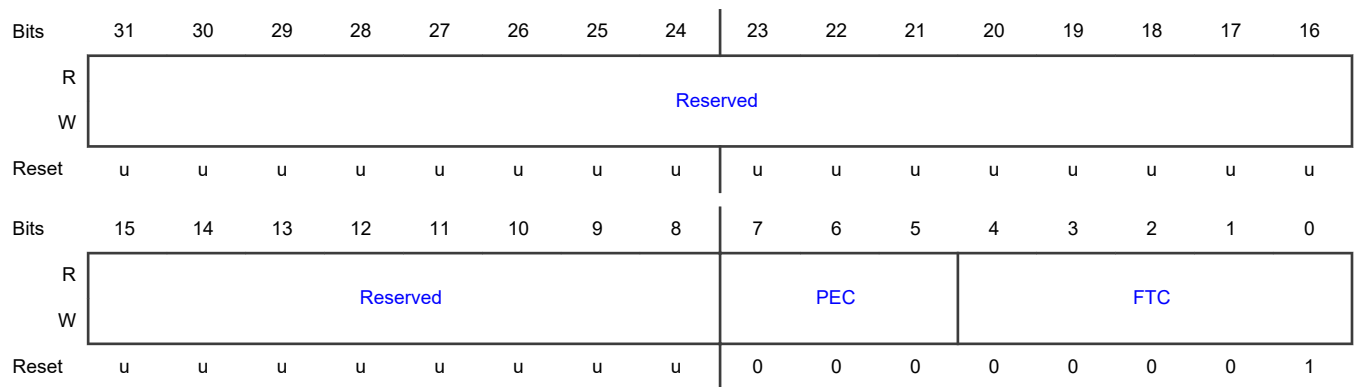 Bits 31 30 29 28 27 26 25 24 23 22 21 20 19 18 17 16
R
Reserved
W
Reset u u u u u u u u u u u u u u u u
Bits 15 14 13 12 11 10 9 8 7 6 5 4 3 2 1 0
R
Reserved PEC FTC
W
Reset u u u u u u u u 0 0 0 0 0 0 0 1